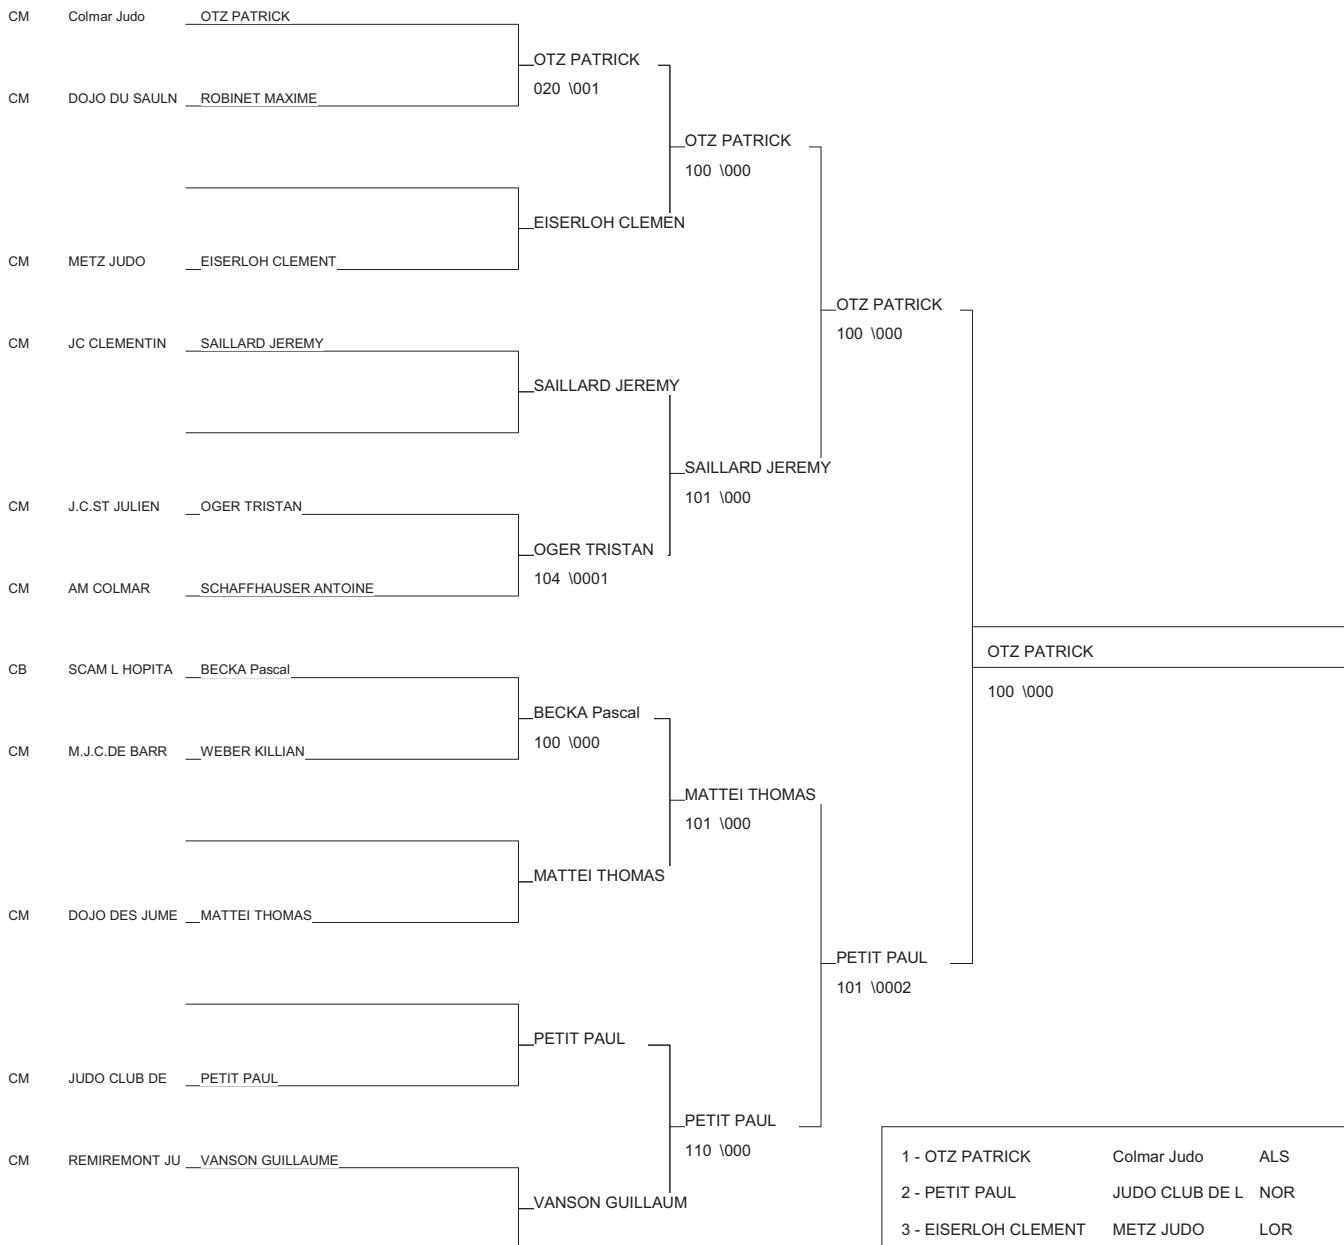 CM Colmar Judo OTZ PATRICK
OTZ PATRICK
020 \001
CM DOJO DU SAULN ROBINET MAXIME
OTZ PATRICK
100 \000
EISERLOH CLEMEN
CM METZ JUDO EISERLOH CLEMENT
OTZ PATRICK
100 \000
CM JC CLEMENTIN SAILLARD JEREMY
SAILLARD JEREMY
SAILLARD JEREMY
101 \000
CM J.C.ST JULIEN OGER TRISTAN
OGER TRISTAN
104 \0001
CM AM COLMAR SCHAFFHAUSER ANTOINE
OTZ PATRICK
100 \000
CB SCAM L HOPITA BECKA Pascal
BECKA Pascal
100 \000
CM M.J.C.DE BARR WEBER KILLIAN
MATTEI THOMAS
101 \000
MATTEI THOMAS
CM DOJO DES JUME MATTEI THOMAS
PETIT PAUL
101 \0002
PETIT PAUL
CM JUDO CLUB DE PETIT PAUL
PETIT PAUL
110 \000
CM REMIREMONT JU VANSON GUILLAUME
VANSON GUILLAUM
1 - OTZ PATRICK Colmar Judo ALS
2 - PETIT PAUL JUDO CLUB DE L NOR
3 - EISERLOH CLEMENT METZ JUDO LOR